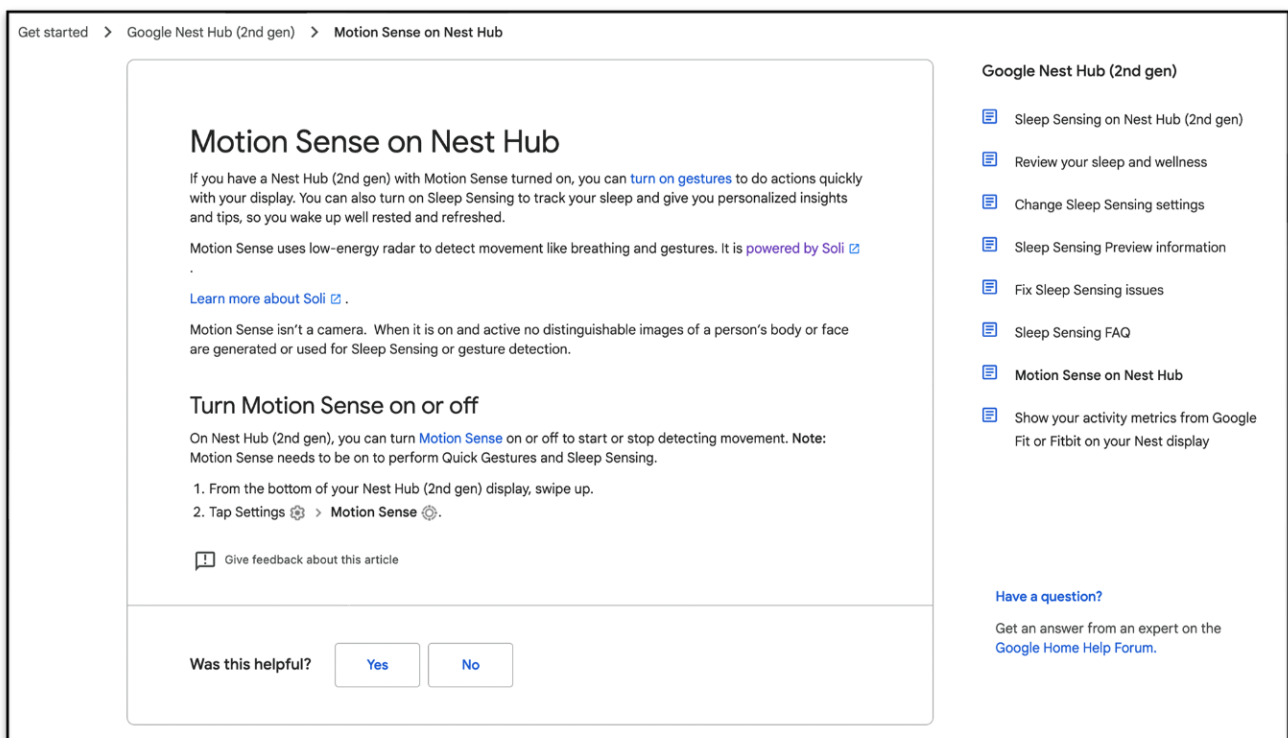 Get started > Google Nest Hub (2nd gen) > Motion Sense on Nest Hub
Motion Sense on Nest Hub
If you have a Nest Hub (2nd gen) with Motion Sense turned on, you can turn on gestures to do actions quickly
with your display. You can also turn on Sleep Sensing to track your sleep and give you personalized insights
and tips, so you wake up well rested and refreshed.
Motion Sense uses low-energy radar to detect movement like breathing and gestures. It is powered by Soli
.
Learn more about Soli .
Motion Sense isn't a camera.  When it is on and active no distinguishable images of a person's body or face
are generated or used for Sleep Sensing or gesture detection.
Turn Motion Sense on or off
On Nest Hub (2nd gen), you can turn Motion Sense on or off to start or stop detecting movement. Note:
Motion Sense needs to be on to perform Quick Gestures and Sleep Sensing.
1. From the bottom of your Nest Hub (2nd gen) display, swipe up.
2. Tap Settings > Motion Sense .
Give feedback about this article
Was this helpful? Yes No
Google Nest Hub (2nd gen)
Sleep Sensing on Nest Hub (2nd gen)
Review your sleep and wellness
Change Sleep Sensing settings
Sleep Sensing Preview information
Fix Sleep Sensing issues
Sleep Sensing FAQ
Motion Sense on Nest Hub
Show your activity metrics from Google
Fit or Fitbit on your Nest display
Have a question?
Get an answer from an expert on the
Google Home Help Forum.